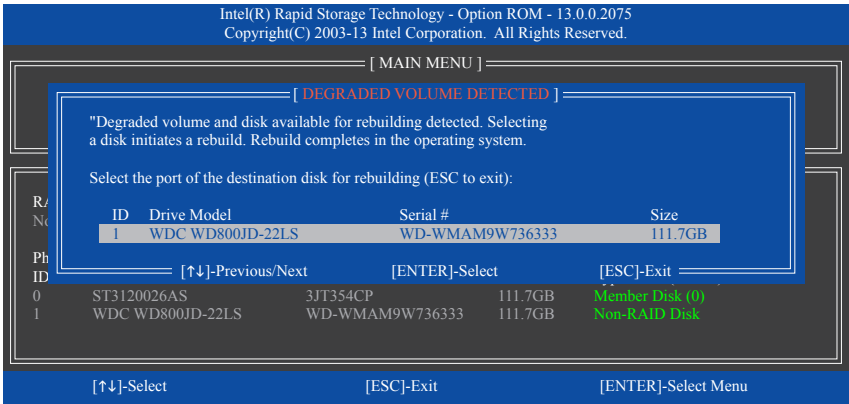 Intel(R) Rapid Storage Technology - Option ROM - 13.0.0.2075
Copyright(C) 2003-13 Intel Corporation. All Rights Reserved.
[ MAIN MENU ]
[ DEGRADED VOLUME DETECTED ]
"Degraded volume and disk available for rebuilding detected. Selecting
a disk initiates a rebuild. Rebuild completes in the operating system.
Select the port of the destination disk for rebuilding (ESC to exit):
ID Drive Model Serial # Size
1 WDC WD800JD-22LS WD-WMAM9W736333 111.7GB
[↑↓]-Previous/Next [ENTER]-Select [ESC]-Exit
ID
0 ST3120026AS 3JT354CP 111.7GB Member Disk (0)
1 WDC WD800JD-22LS WD-WMAM9W736333 111.7GB Non-RAID Disk
[↑↓]-Select [ESC]-Exit [ENTER]-Select Menu